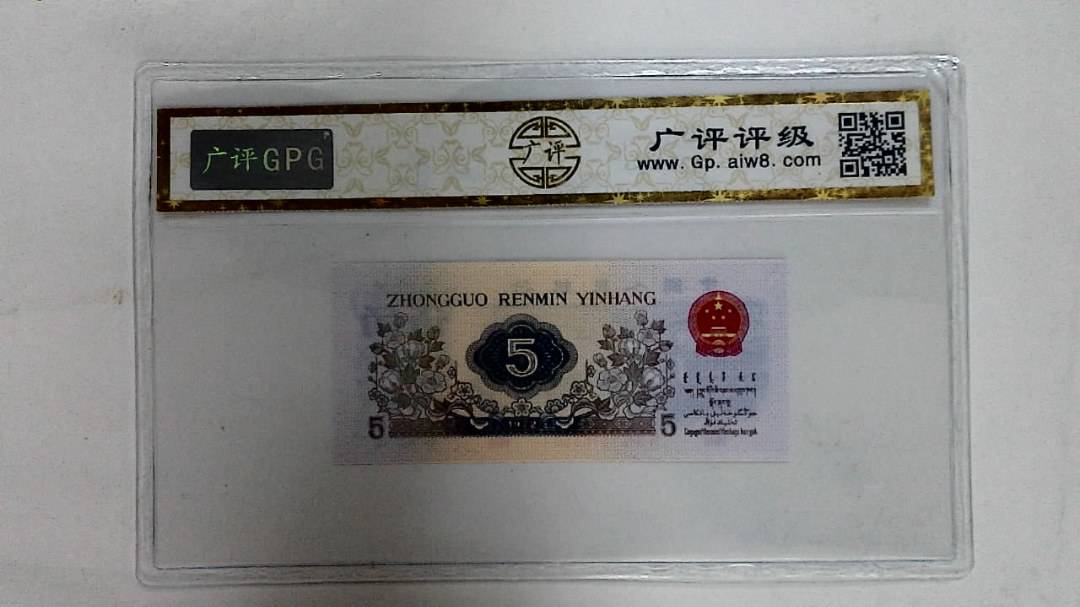 广评GPG
广评
广评评级
www.Gp.aiw8.com
ZHONGGUO RENMIN YINHANG
5
5
5